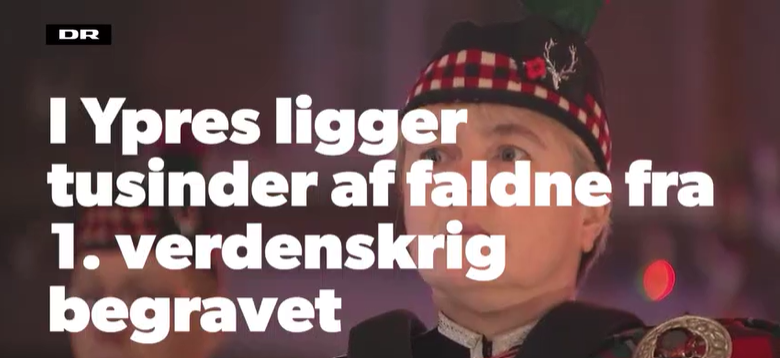 DR
I Ypres ligger
tusinder af faldne fra
1. verdenskrig
begravet